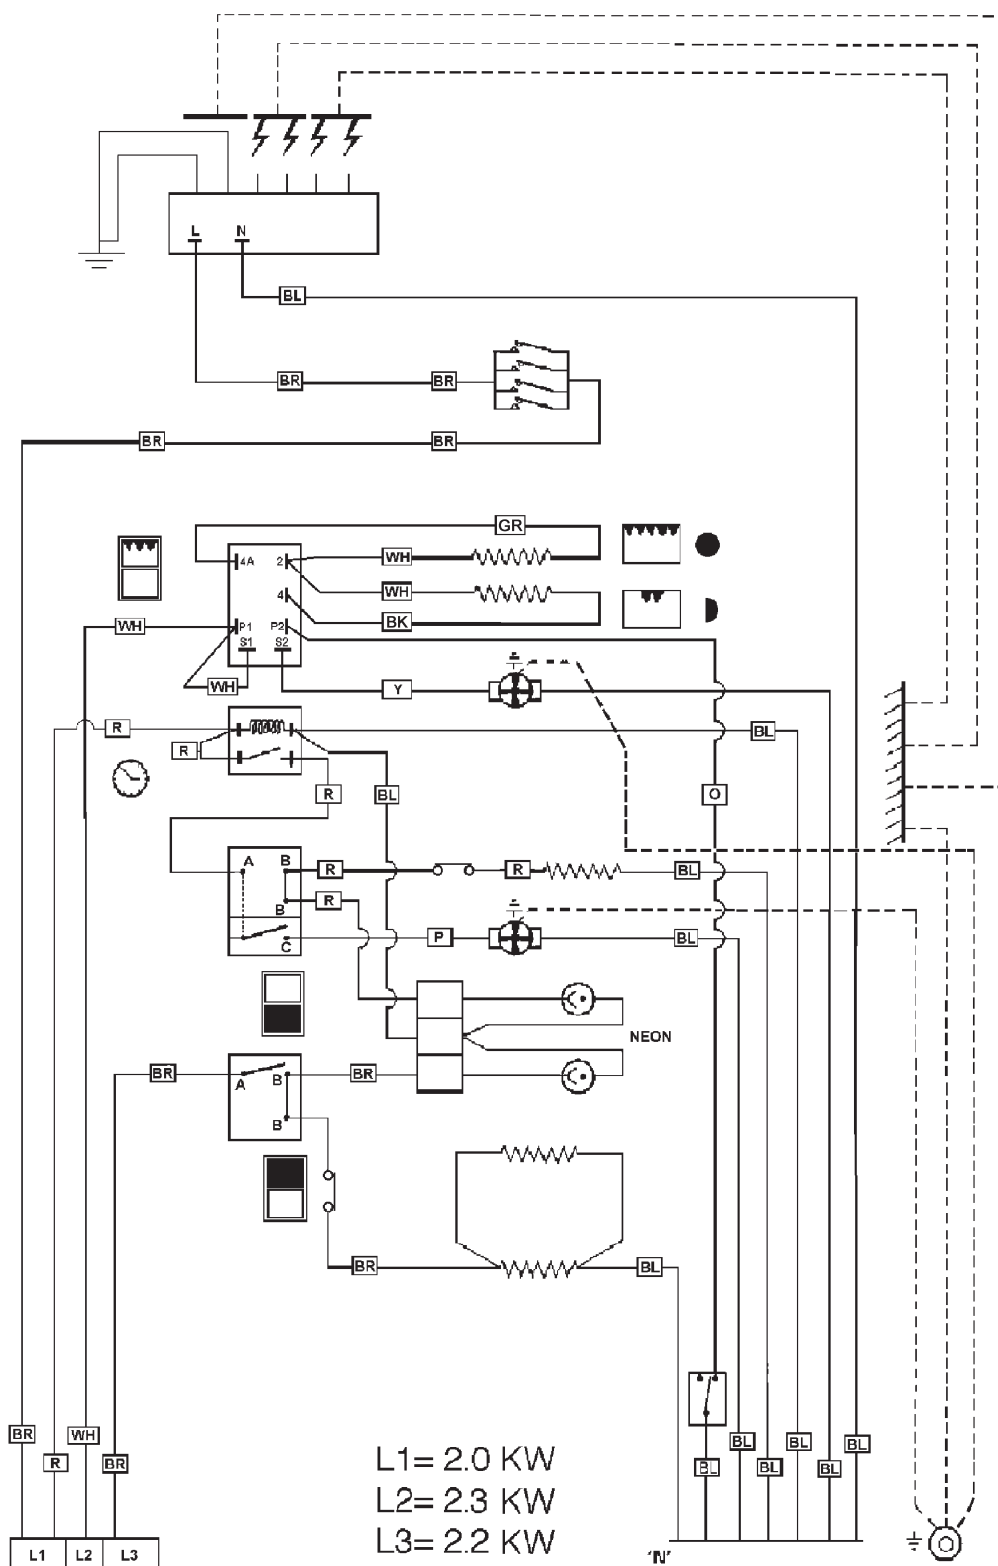 L N
BL
BR BR
BR BR
GR
4A 2 WH
4 WH
BK
WH P1 P2
S1 S2
WH Y
R BL
R
R BL O
A B R R BL
B R
C P BL
NEON
BR A B BR
B
BR BL
BR WH BL BL BL
R BR BL BL BL
L1= 2.0 KW
L2= 2.3 KW
L3= 2.2 KW
L1 L2 L3 'N'